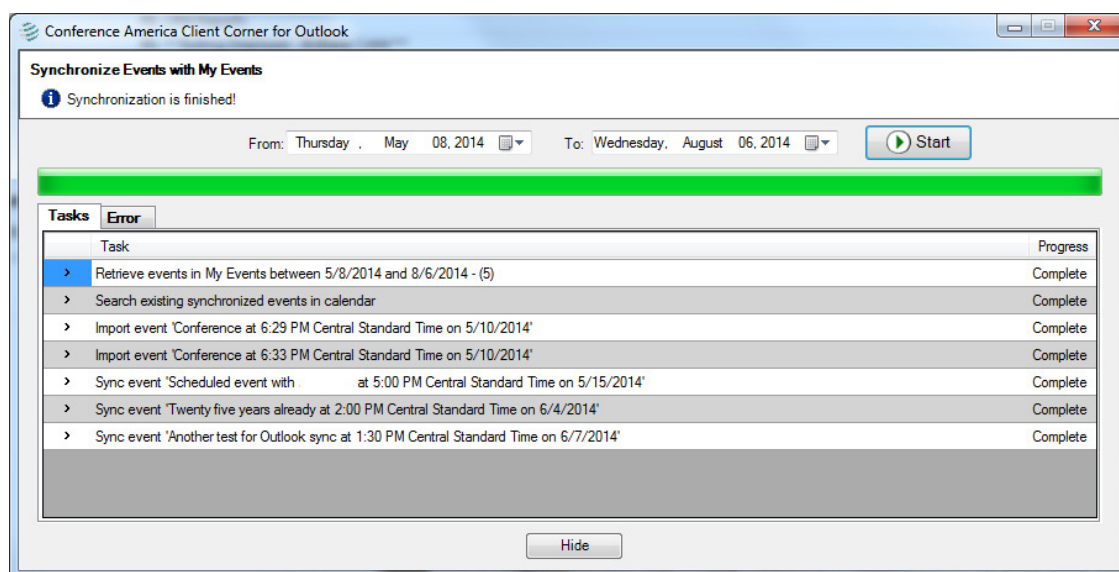 Conference America Client Corner for Outlook
Synchronize Events with My Events
Synchronization is finished!
From: Thursday , May 08, 2014 To: Wednesday, August 06, 2014 Start
Tasks Error
Task Progress
Retrieve events in My Events between 5/8/2014 and 8/6/2014 - (5) Complete
Search existing synchronized events in calendar Complete
Import event 'Conference at 6:29 PM Central Standard Time on 5/10/2014' Complete
Import event 'Conference at 6:33 PM Central Standard Time on 5/10/2014' Complete
Sync event 'Scheduled event with at 5:00 PM Central Standard Time on 5/15/2014' Complete
Sync event 'Twenty five years already at 2:00 PM Central Standard Time on 6/4/2014' Complete
Sync event 'Another test for Outlook sync at 1:30 PM Central Standard Time on 6/7/2014' Complete
Hide